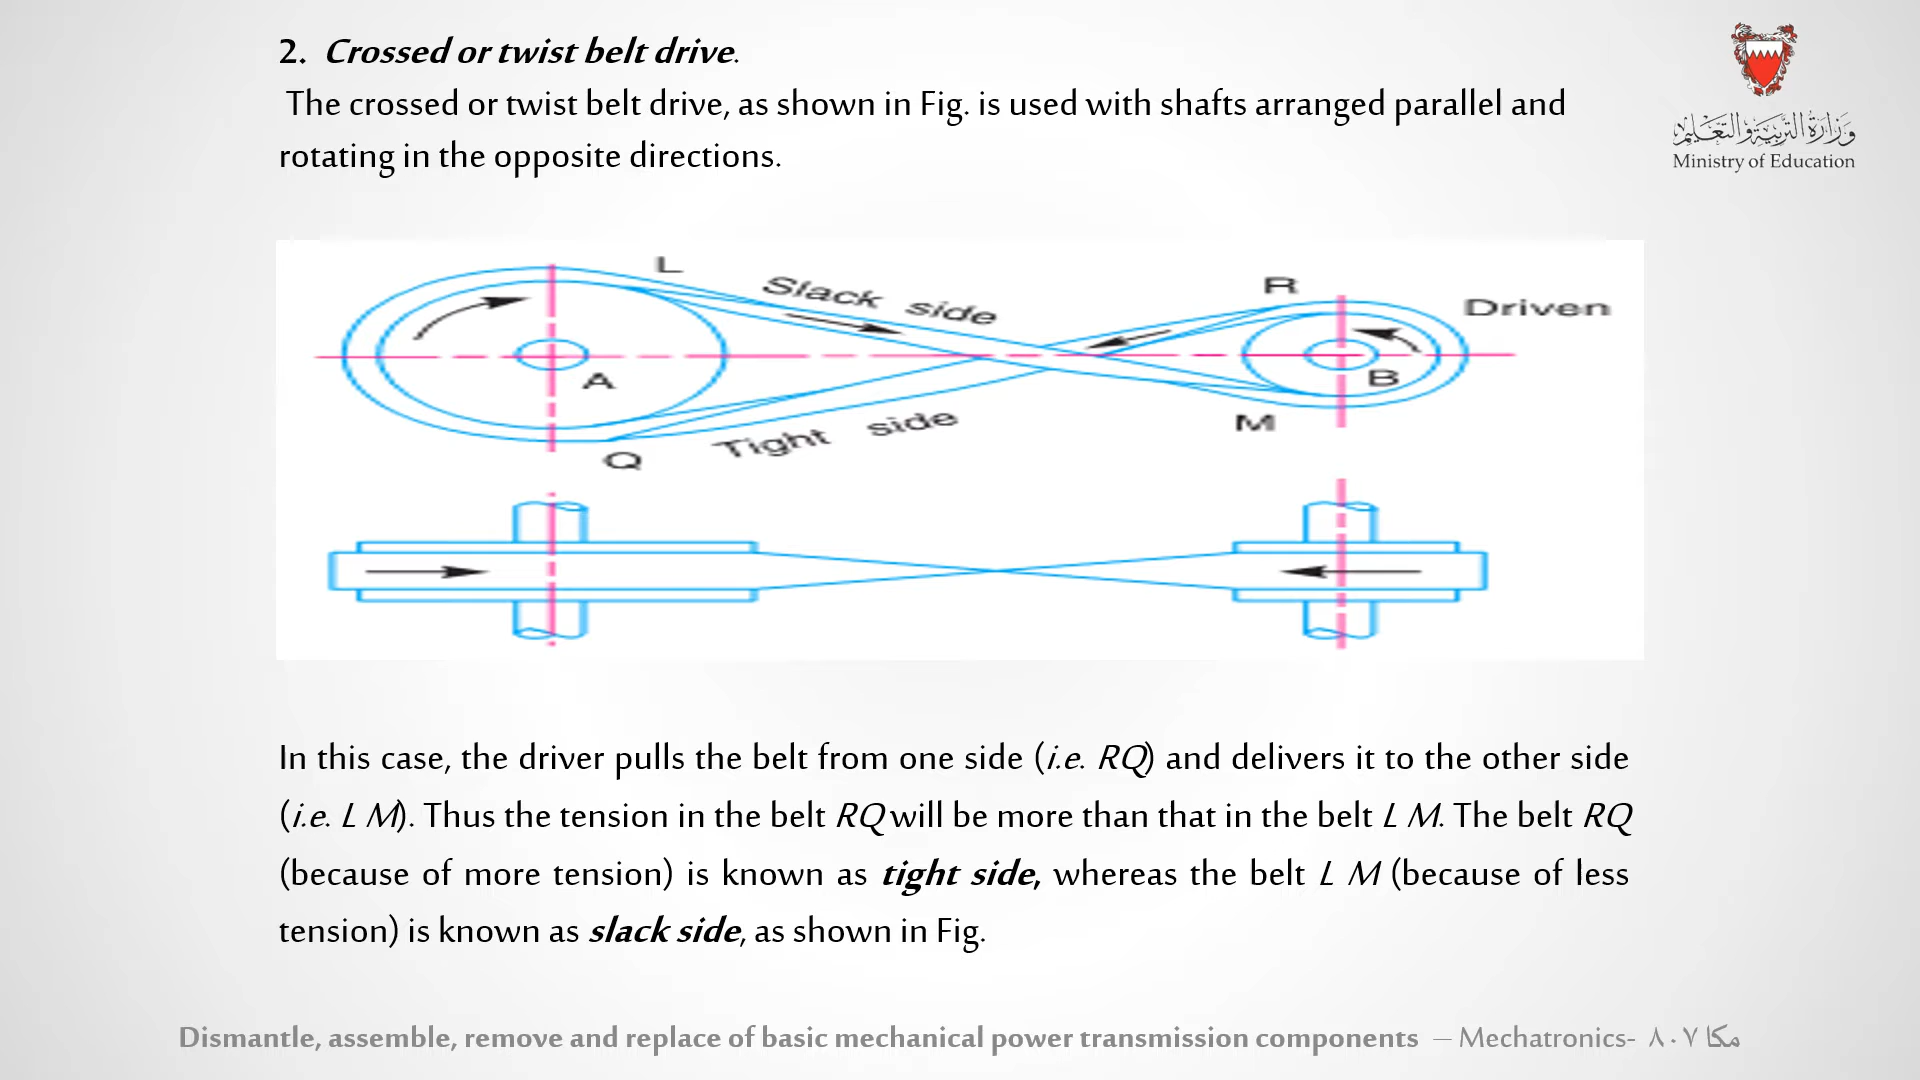 2. Crossed or twist belt drive.
The crossed or twist belt drive, as shown in Fig. is used with shafts arranged parallel and
rotating in the opposite directions.
وزارة التربية والتعليم
Ministry of Education
L
Slack side
R
Driven
A
B
M
Tight side
Q
In this case, the driver pulls the belt from one side (i.e. RQ) and delivers it to the other side
(i.e. L M). Thus the tension in the belt RQ will be more than that in the belt L M. The belt RQ
(because of more tension) is known as tight side, whereas the belt L M (because of less
tension) is known as slack side, as shown in Fig.
Dismantle, assemble, remove and replace of basic mechanical power transmission components – Mechatronics- مكا ٨٠٧